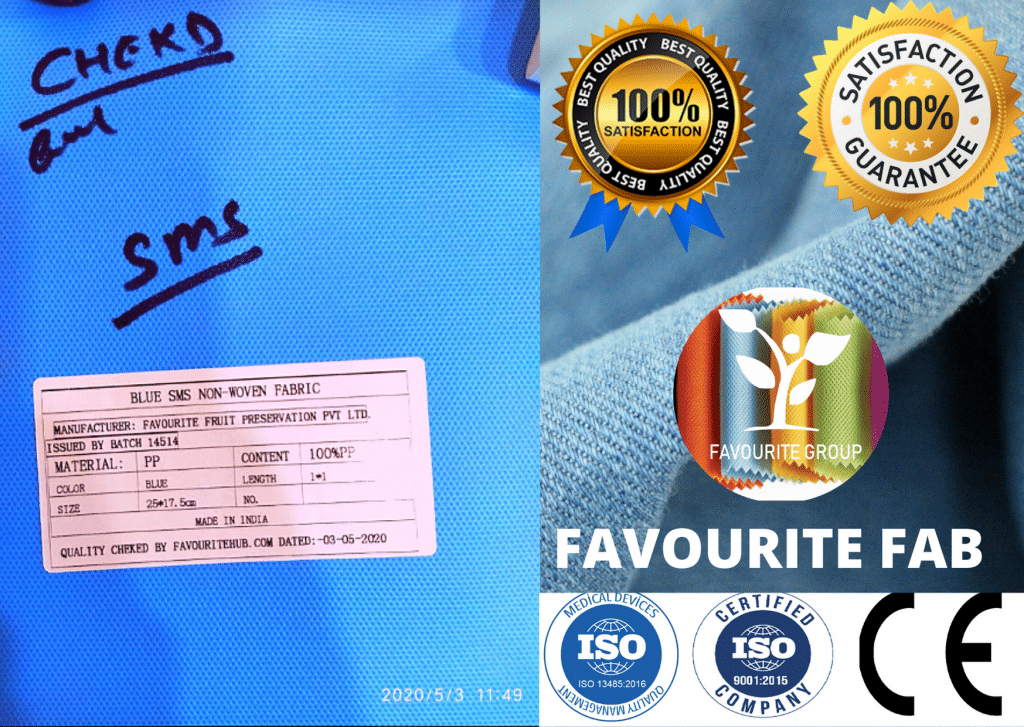 CHEKD
SMS
BLUE SMS NON-WOVEN FABRIC
MANUFACTURER: FAVOURITE FRUIT PRESERVATION PVT LTD.
ISSUED BY BATCH 14514
MATERIAL: PP CONTENT 100%PP
COLOR BLUE LENGTH 1*1
SIZE 25*17.5cm NO.
MADE IN INDIA
QUALITY CHEKED BY FAVOURITEHUB.COM DATED:-03-05-2020
2020/5/3 11:49
BEST QUALITY BEST QUALITY BEST QUALITY BEST QUALITY
100%
SATISFACTION
SATISFACTION
100%
GUARANTEE
FAVOURITE GROUP
FAVOURITE FAB
MEDICAL DEVICES
ISO
ISO 13485:2016
QUALITY MANAGEMENT
CERTIFIED
ISO
9001:2015
COMPANY
CE